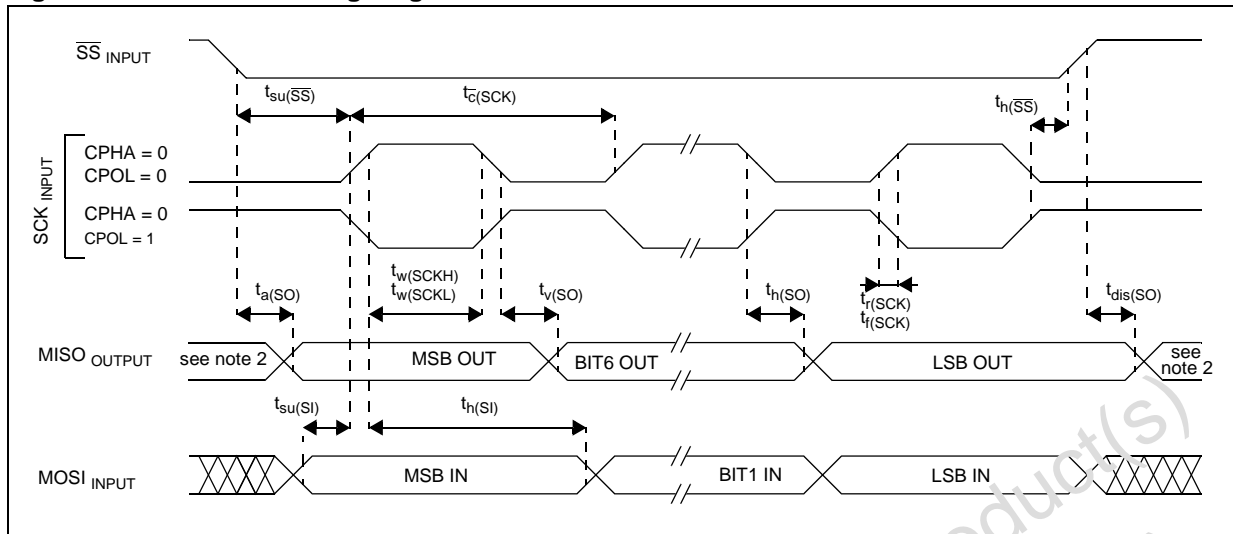 SS INPUT
tsu(SS)
tc(SCK)
th(SS)
SCK INPUT
CPHA = 0
CPOL = 0
CPHA = 0
CPOL = 1
ta(SO)
tw(SCKH)
tw(SCKL)
tv(SO)
th(SO)
tr(SCK)
tf(SCK)
tdis(SO)
MISO OUTPUT
see note 2
MSB OUT
BIT6 OUT
LSB OUT
see
note 2
tsu(SI)
th(SI)
MOSI INPUT
MSB IN
BIT1 IN
LSB IN
duct(s)